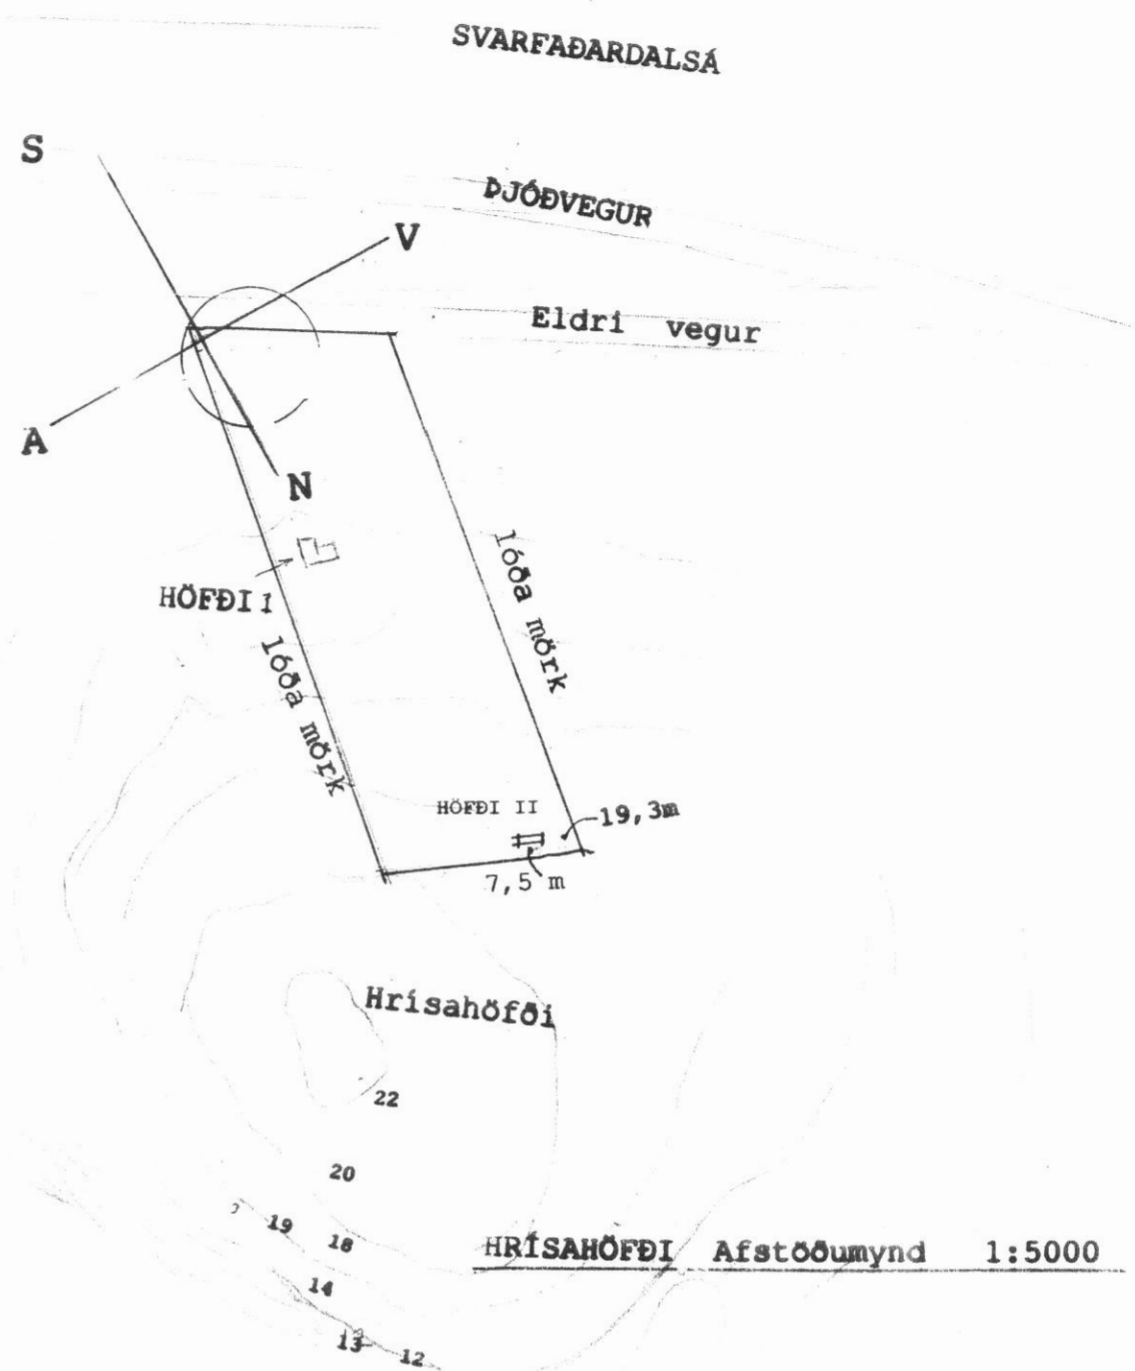 SVARFAÐARDALSÁ
S
ÞJÓÐVEGUR
V
Eldri vegur
A
N
HÖFÐI 1
lóða mörk
lóða mörk
HÖFÐI II
19,3m
7,5 m
Hrísahöfði
22
20
19
18
14
13
12
HRÍSAHÖFÐI Afstöðumynd 1:5000